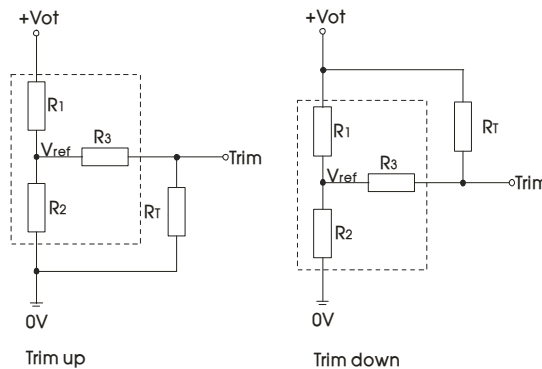 +Vot
R1
Vref
R3
Trim
R2
RT
0V
Trim up
+Vot
R1
RT
Vref
R3
Trim
R2
0V
Trim down